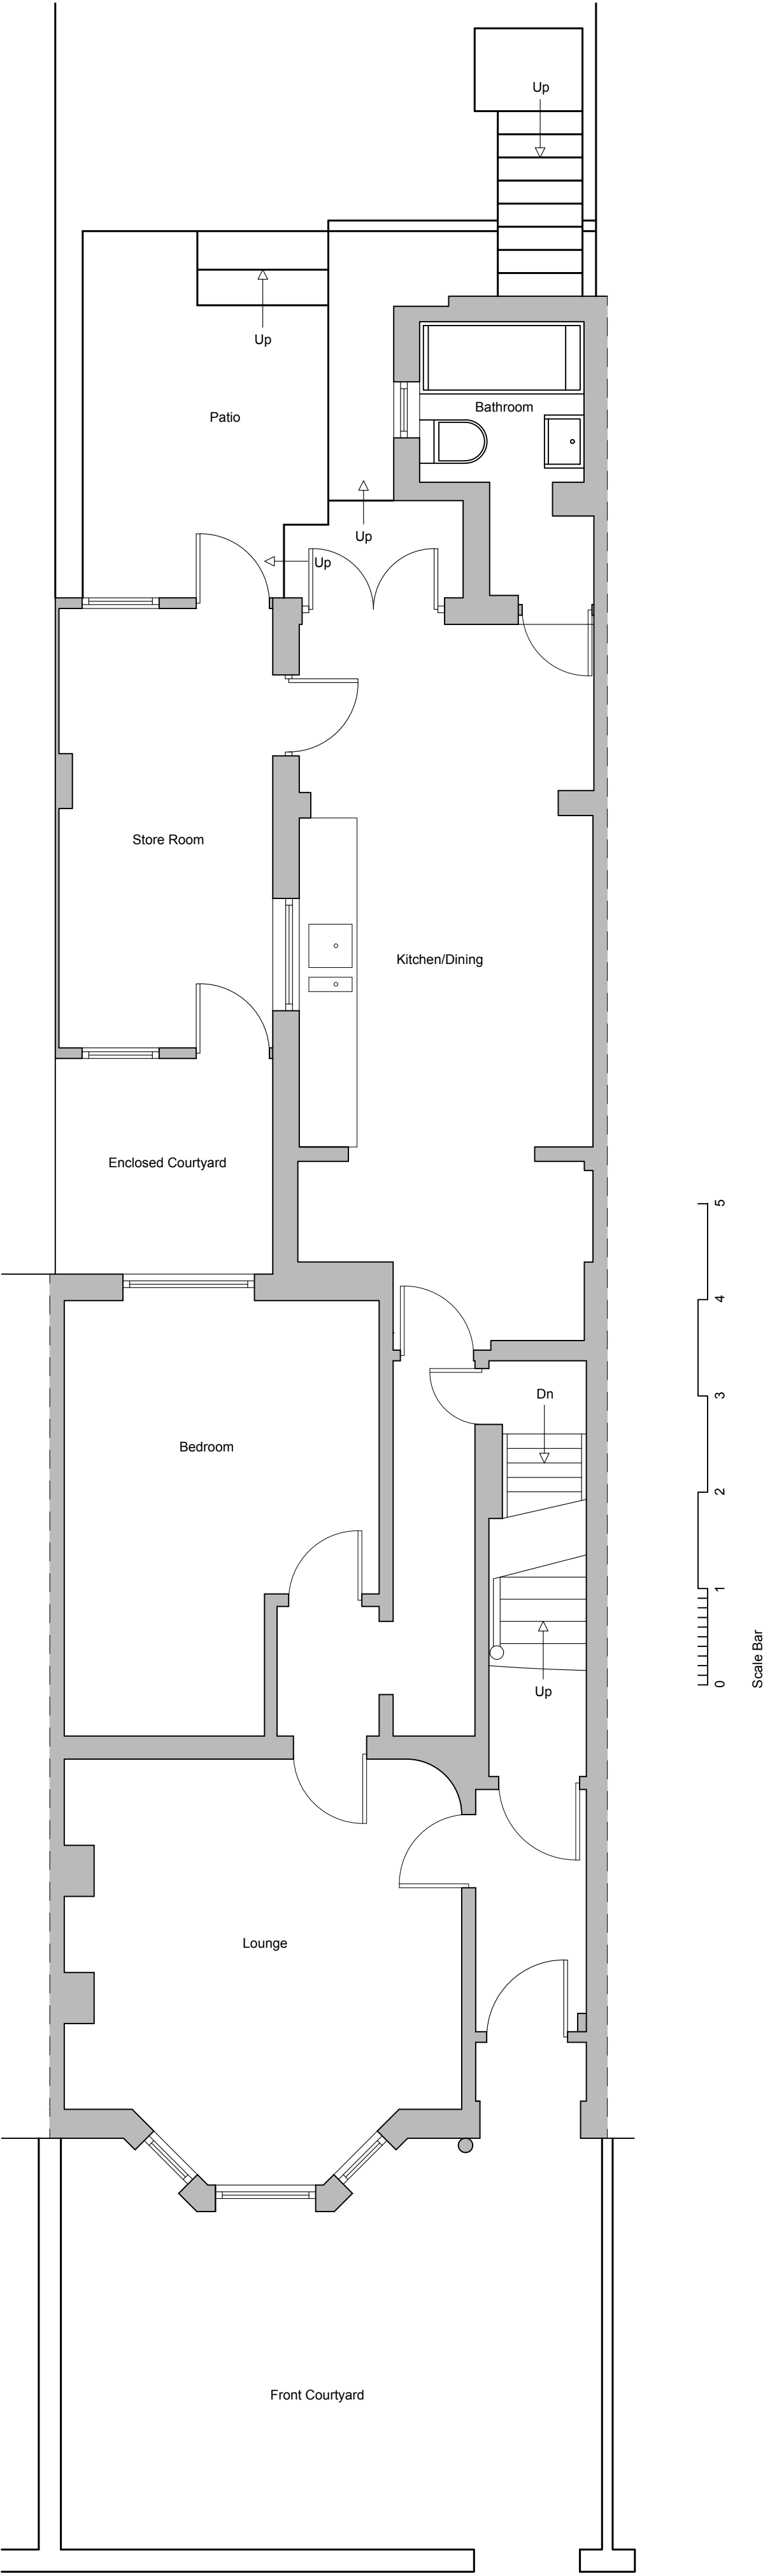 Up
Up
Bathroom
Patio
Up
Up
Store Room
Kitchen/Dining
Enclosed Courtyard
5
4
3
2
1
0
Scale Bar
Dn
Bedroom
Up
Lounge
Front Courtyard